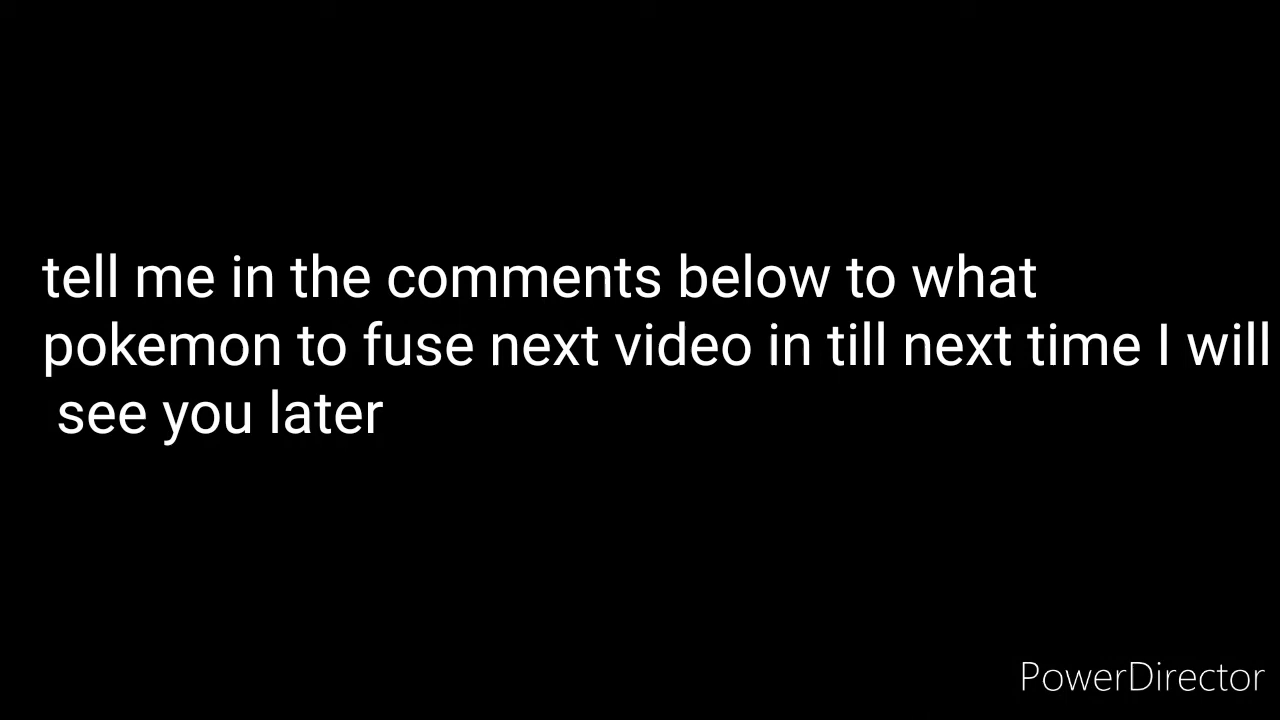 tell me in the comments below to what
pokemon to fuse next video in till next time I will
see you later
PowerDirector